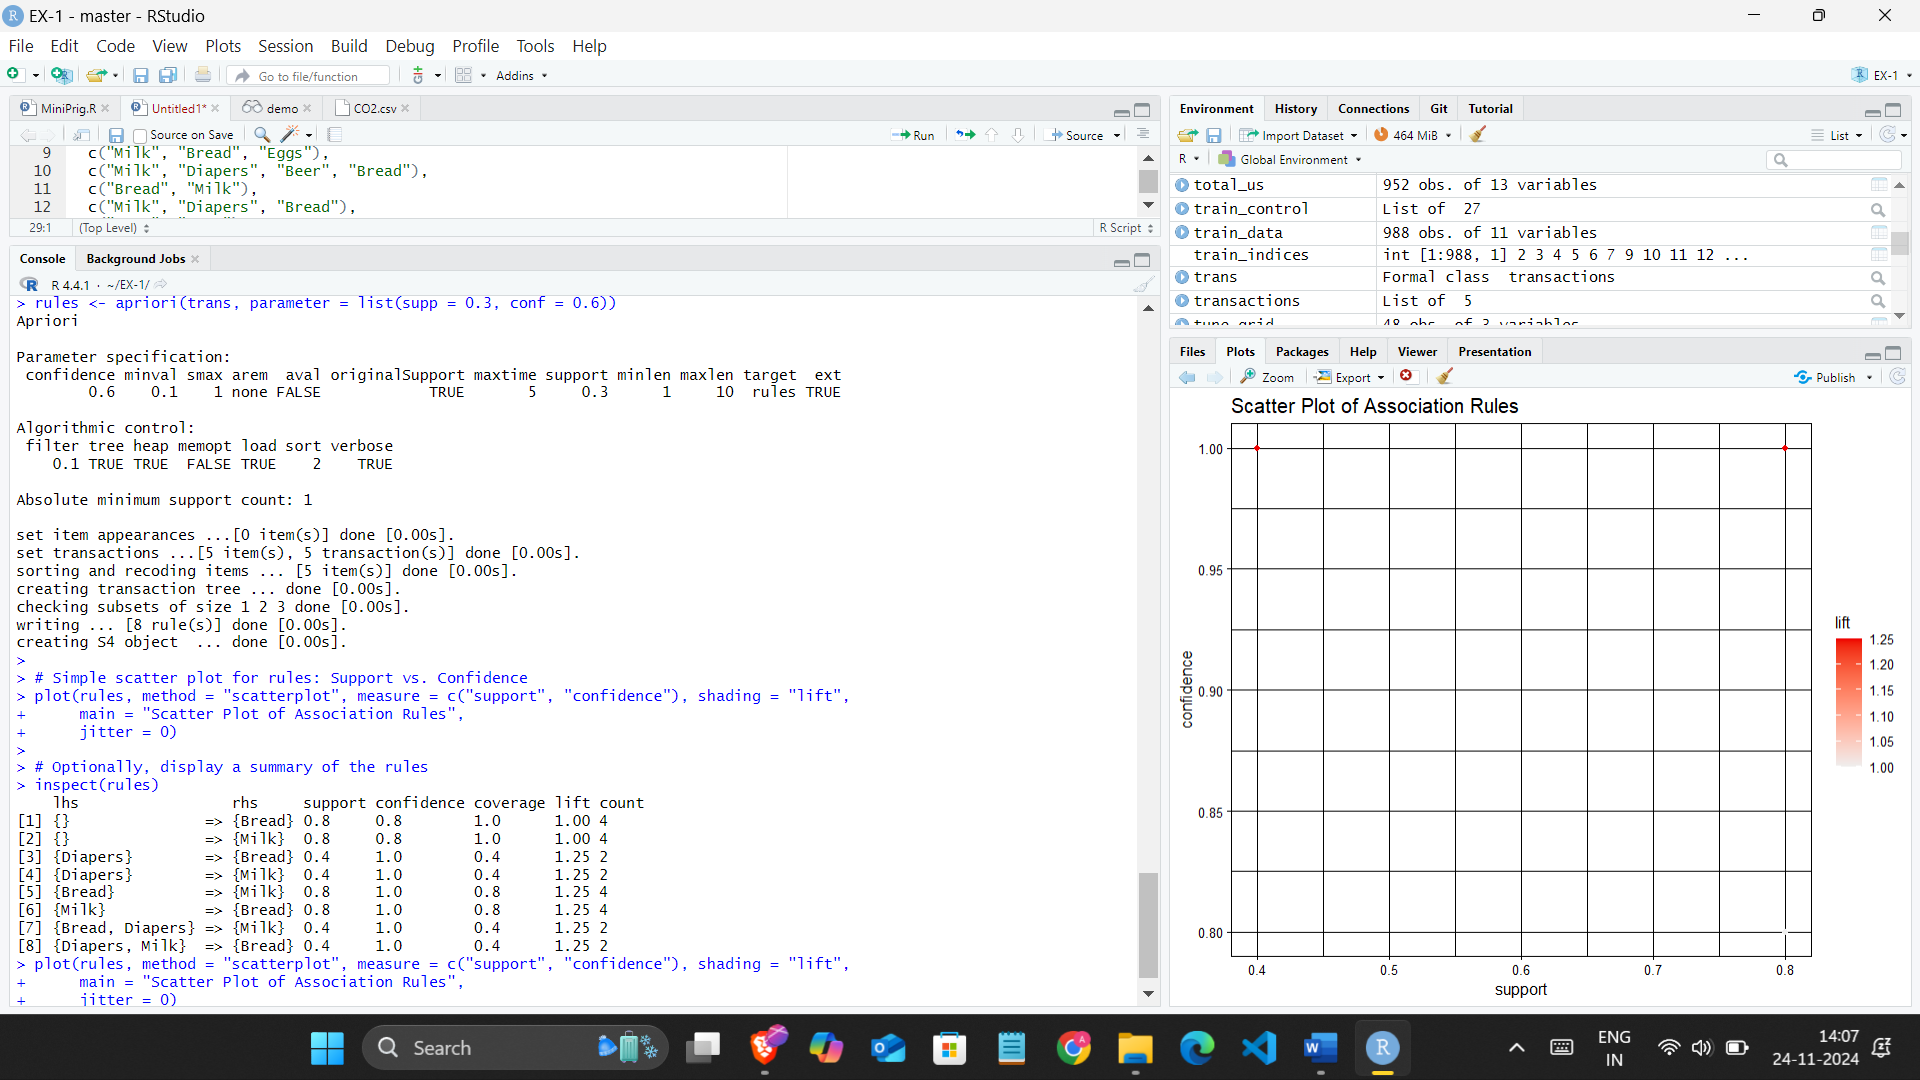 EX-1 - master - RStudio
File Edit Code View Plots Session Build Debug Profile Tools Help
Go to file/function
Addins
EX-1
MiniPrig.R
Untitled1*
demo
CO2.csv
Source on Save
Run
Source
9 c("Milk", "Bread", "Eggs"),
10 c("Milk", "Diapers", "Beer", "Bread"),
11 c("Bread", "Milk"),
12 c("Milk", "Diapers", "Bread"),
29:1 (Top Level)
R Script
Console Background Jobs
R 4.4.1 · ~/EX-1/
> rules <- apriori(trans, parameter = list(supp = 0.3, conf = 0.6))
Apriori
Parameter specification:
 confidence minval smax arem  aval originalSupport maxtime support minlen maxlen target  ext
        0.6    0.1    1 none FALSE            TRUE       5     0.3      1     10  rules TRUE
Algorithmic control:
 filter tree heap memopt load sort verbose
    0.1 TRUE TRUE  FALSE TRUE    2    TRUE
Absolute minimum support count: 1
set item appearances ...[0 item(s)] done [0.00s].
set transactions ...[5 item(s), 5 transaction(s)] done [0.00s].
sorting and recoding items ... [5 item(s)] done [0.00s].
creating transaction tree ... done [0.00s].
checking subsets of size 1 2 3 done [0.00s].
writing ... [8 rule(s)] done [0.00s].
creating S4 object  ... done [0.00s].
>
> # Simple scatter plot for rules: Support vs. Confidence
> plot(rules, method = "scatterplot", measure = c("support", "confidence"), shading = "lift",
+      main = "Scatter Plot of Association Rules",
+      jitter = 0)
>
> # Optionally, display a summary of the rules
> inspect(rules)
    lhs                 rhs     support confidence coverage lift count
[1] {}               => {Bread} 0.8     0.8        1.0      1.00 4
[2] {}               => {Milk}  0.8     0.8        1.0      1.00 4
[3] {Diapers}        => {Bread} 0.4     1.0        0.4      1.25 2
[4] {Diapers}        => {Milk}  0.4     1.0        0.4      1.25 2
[5] {Bread}          => {Milk}  0.8     1.0        0.8      1.25 4
[6] {Milk}           => {Bread} 0.8     1.0        0.8      1.25 4
[7] {Bread, Diapers} => {Milk}  0.4     1.0        0.4      1.25 2
[8] {Diapers, Milk}  => {Bread} 0.4     1.0        0.4      1.25 2
> plot(rules, method = "scatterplot", measure = c("support", "confidence"), shading = "lift",
+      main = "Scatter Plot of Association Rules",
+      jitter = 0)
Environment History Connections Git Tutorial
Import Dataset 464 MiB List
R Global Environment
total_us 952 obs. of 13 variables
train_control List of 27
train_data 988 obs. of 11 variables
train_indices int [1:988, 1] 2 3 4 5 6 7 9 10 11 12 ...
trans Formal class transactions
transactions List of 5
tune_grid 48 obs. of 3 variables
Files Plots Packages Help Viewer Presentation
Zoom Export Publish
Scatter Plot of Association Rules
1.00
0.95
0.90
0.85
0.80
confidence
0.4 0.5 0.6 0.7 0.8
support
lift
1.25
1.20
1.15
1.10
1.05
1.00
Search
ENG
IN
14:07
24-11-2024